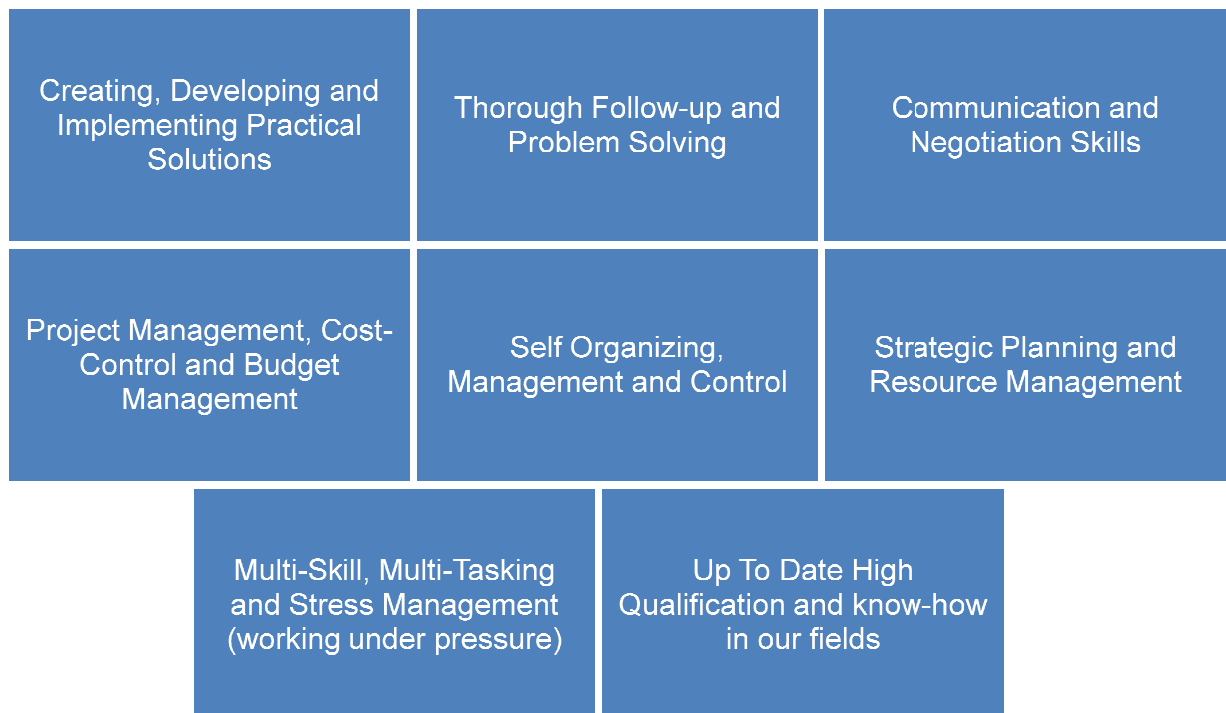 Creating, Developing and
Implementing Practical
Solutions
Thorough Follow-up and
Problem Solving
Communication and
Negotiation Skills
Project Management, Cost-
Control and Budget
Management
Self Organizing,
Management and Control
Strategic Planning and
Resource Management
Multi-Skill, Multi-Tasking
and Stress Management
(working under pressure)
Up To Date High
Qualification and know-how
in our fields